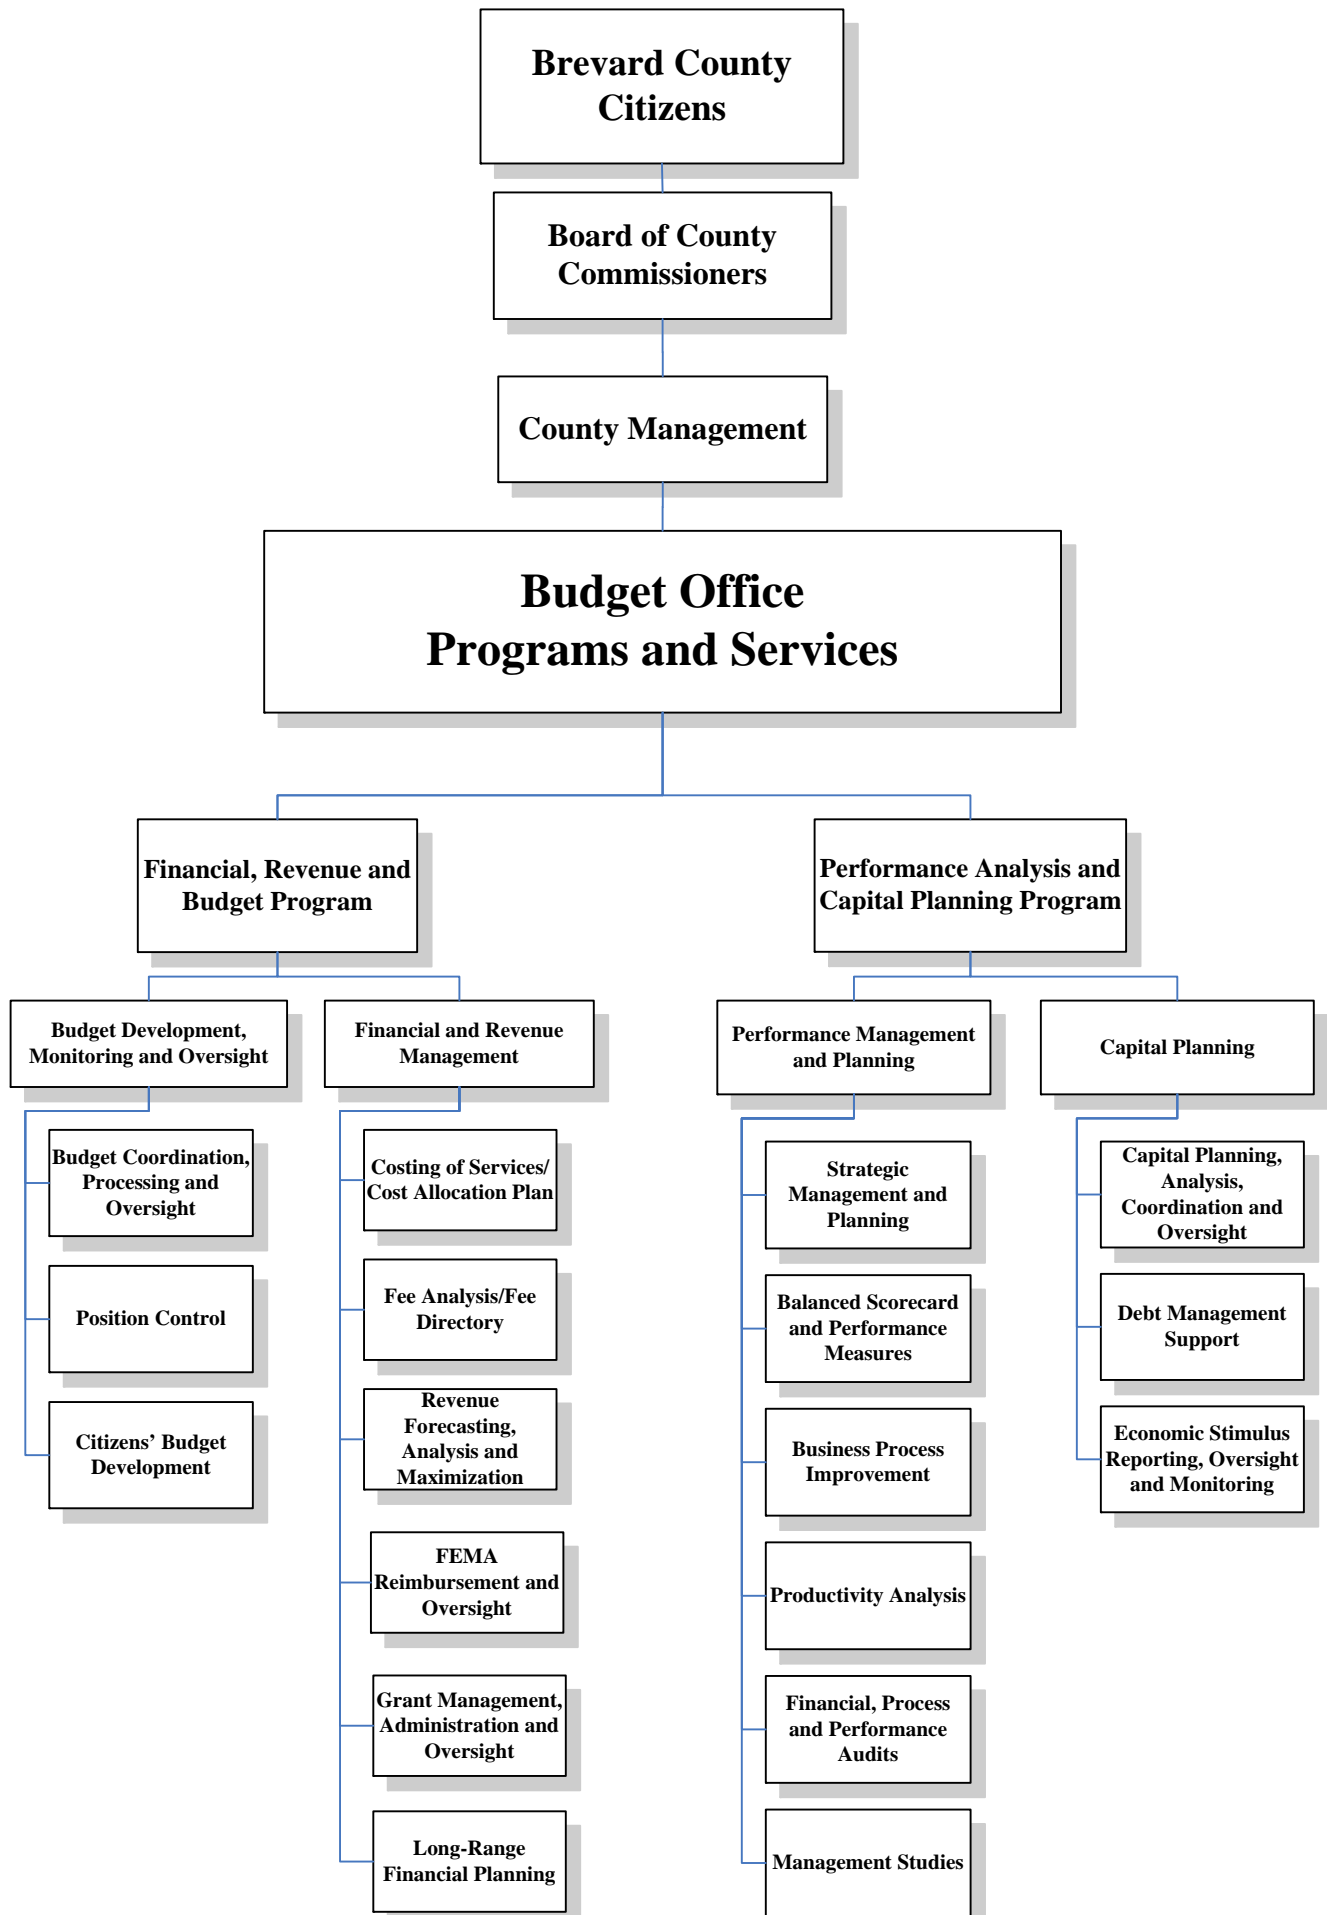 Brevard County
Citizens
Board of County
Commissioners
County Management
Budget Office
Programs and Services
Financial, Revenue and
Budget Program
Performance Analysis and
Capital Planning Program
Budget Development,
Monitoring and Oversight
Financial and Revenue
Management
Performance Management
and Planning
Capital Planning
Budget Coordination,
Processing and
Oversight
Position Control
Citizens’ Budget
Development
Costing of Services/
Cost Allocation Plan
Fee Analysis/Fee
Directory
Revenue
Forecasting,
Analysis and
Maximization
FEMA
Reimbursement and
Oversight
Grant Management,
Administration and
Oversight
Long-Range
Financial Planning
Strategic
Management and
Planning
Balanced Scorecard
and Performance
Measures
Business Process
Improvement
Productivity Analysis
Financial, Process
and Performance
Audits
Management Studies
Capital Planning,
Analysis,
Coordination and
Oversight
Debt Management
Support
Economic Stimulus
Reporting, Oversight
and Monitoring